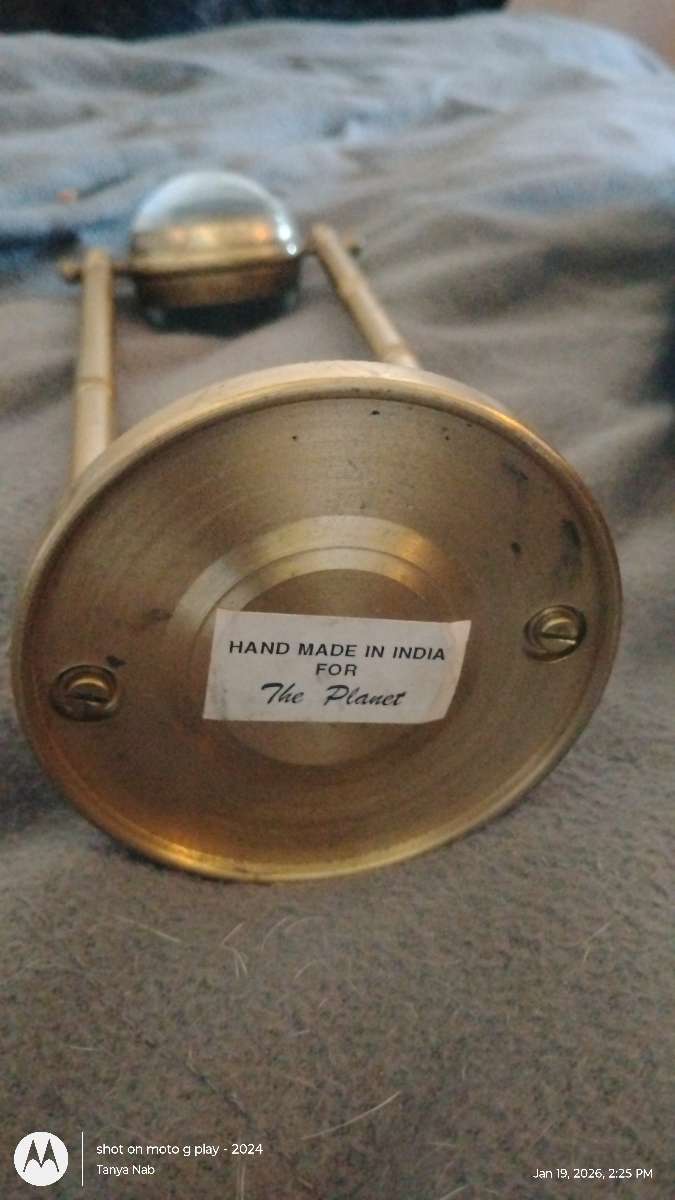 HAND MADE IN INDIA
FOR
The Planet
shot on moto g play - 2024
Tanya Nab
Jan 19, 2026, 2:25 PM